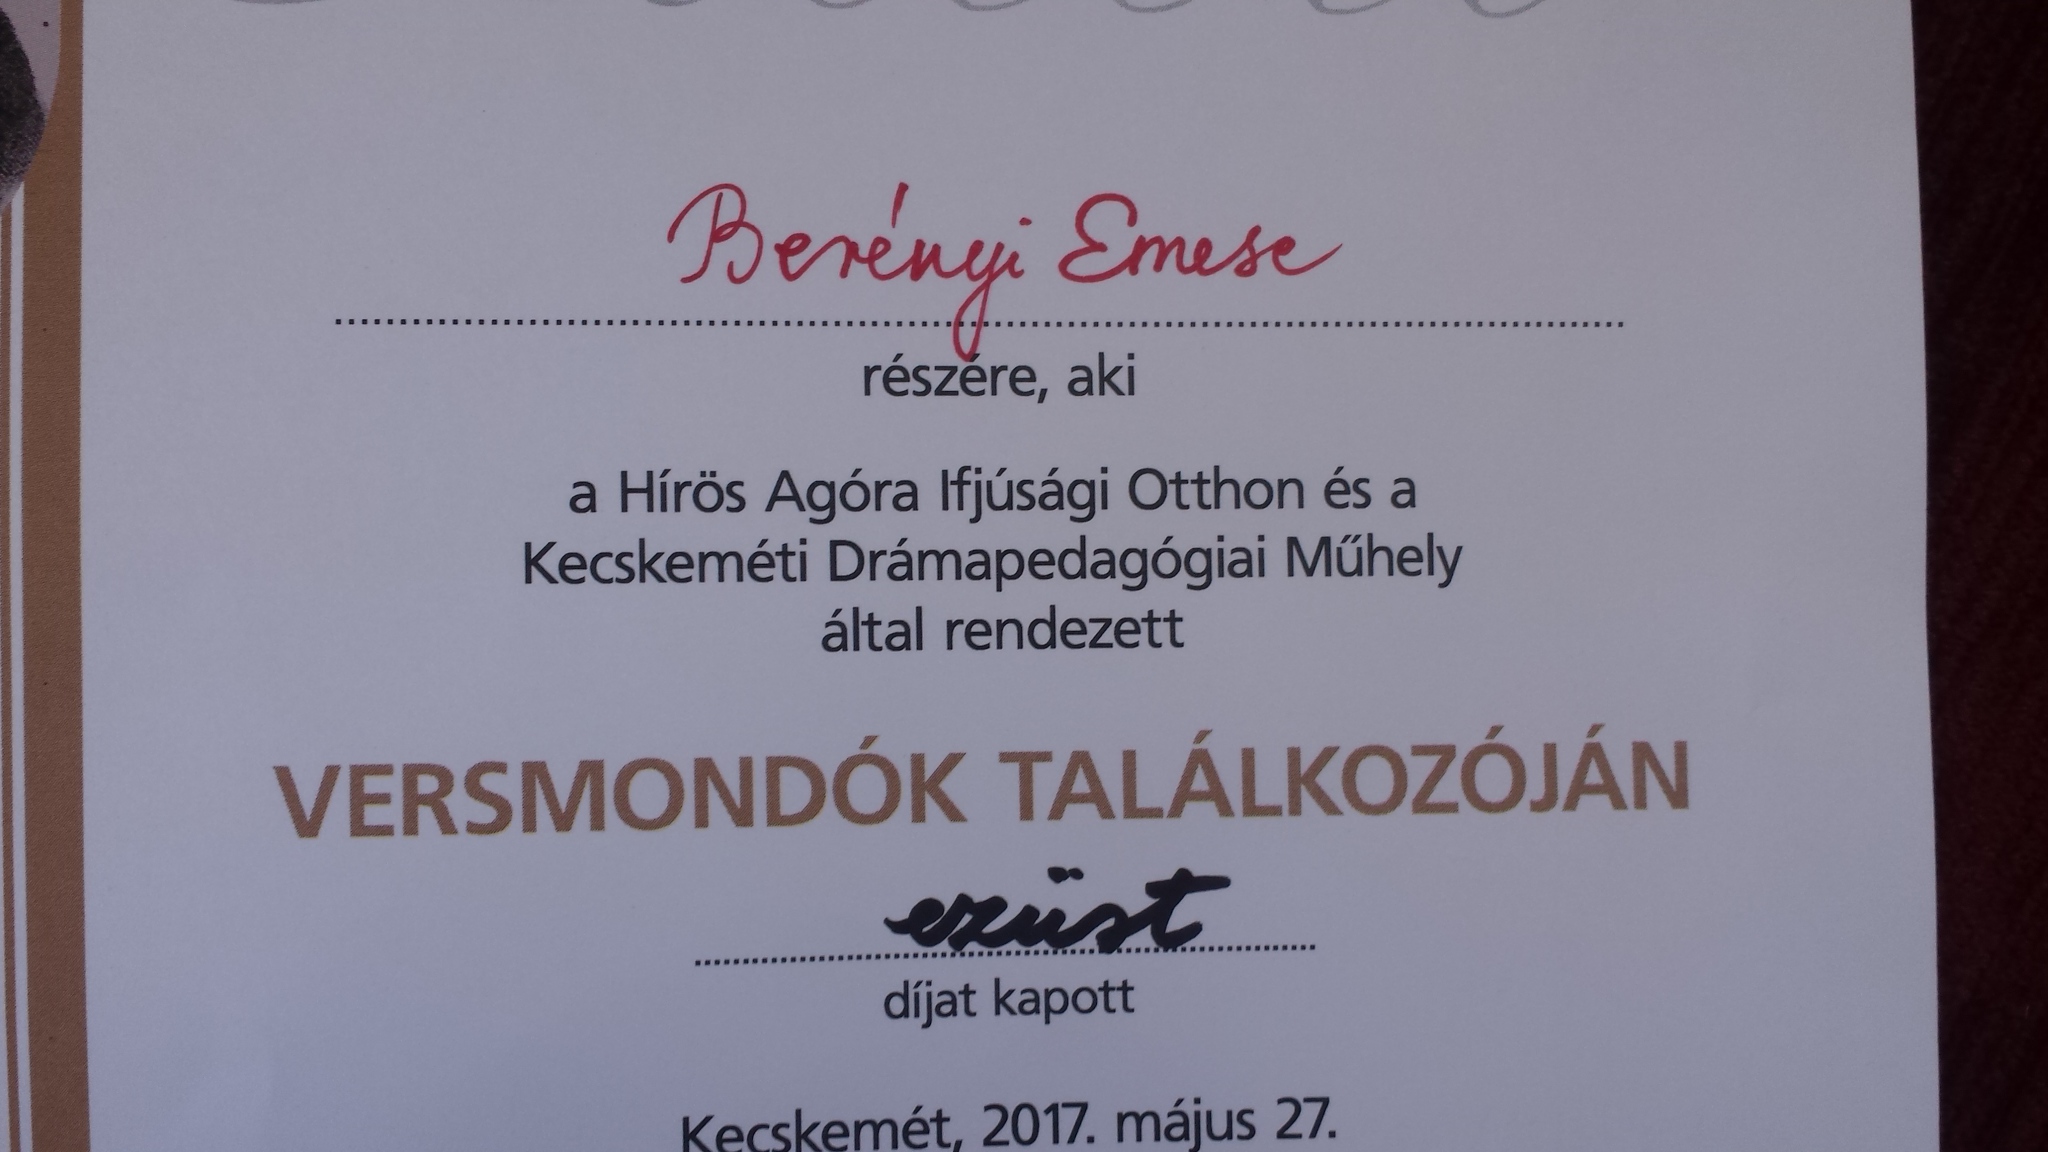 Berényi Emese
részére, aki
a Hírös Agóra Ifjúsági Otthon és a
Kecskeméti Drámapedagógiai Műhely
által rendezett
VERSMONDÓK TALÁLKOZÓJÁN
ezüst
díjat kapott
Kecskemét, 2017. május 27.